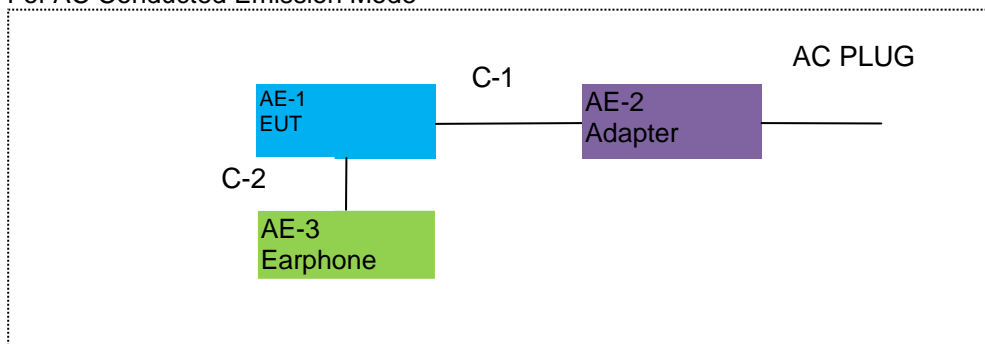 For AC Conducted Emission Mode
AC PLUG
C-1
AE-1
EUT
AE-2
Adapter
C-2
AE-3
Earphone